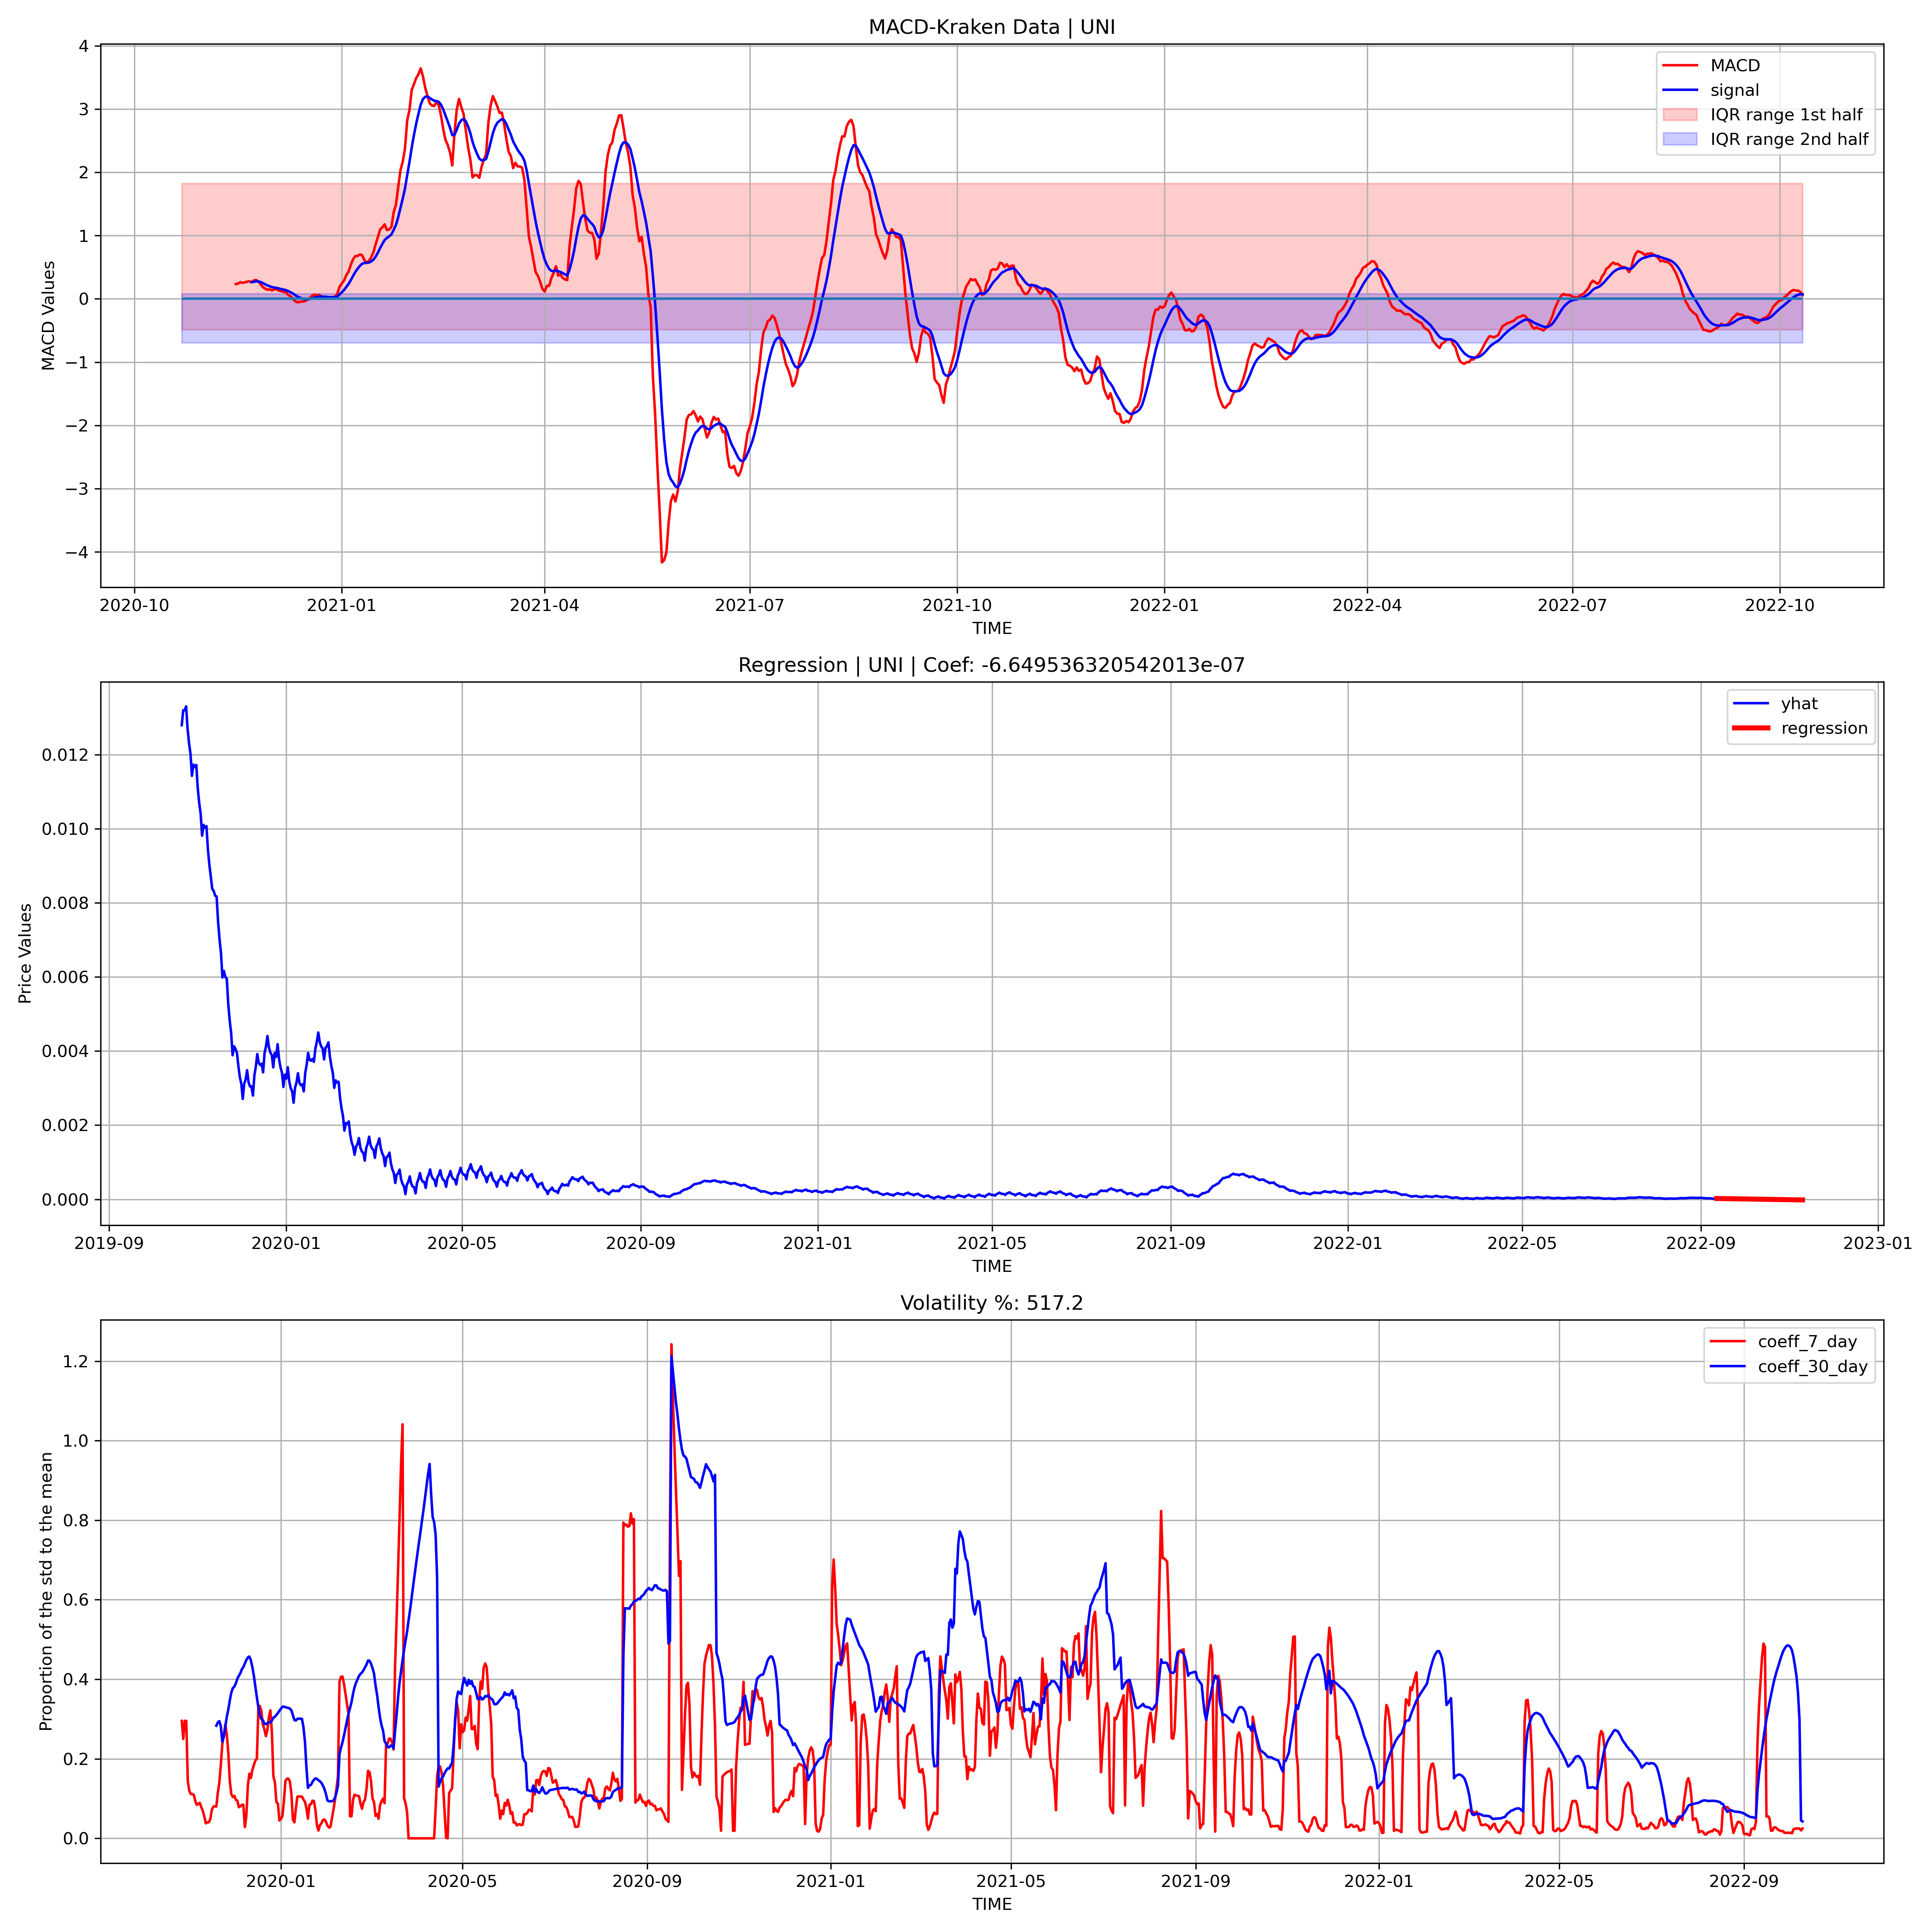 MACD-Kraken Data | UNI
MACD
signal
IQR range 1st half
IQR range 2nd half
4
3
2
1
0
−1
−2
−3
−4
MACD Values
2020-10 2021-01 2021-04 2021-07 2021-10 2022-01 2022-04 2022-07 2022-10
TIME
Regression | UNI | Coef: -6.649536320542013e-07
yhat
regression
0.012
0.010
0.008
0.006
0.004
0.002
0.000
Price Values
2019-09 2020-01 2020-05 2020-09 2021-01 2021-05 2021-09 2022-01 2022-05 2022-09 2023-01
TIME
Volatility %: 517.2
coeff_7_day
coeff_30_day
1.2
1.0
0.8
0.6
0.4
0.2
0.0
Proportion of the std to the mean
2020-01 2020-05 2020-09 2021-01 2021-05 2021-09 2022-01 2022-05 2022-09
TIME